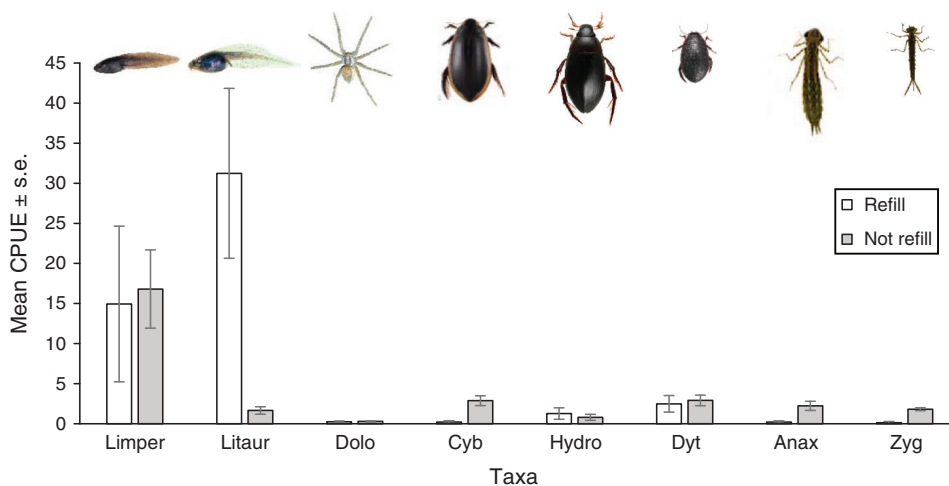 45
40
35
30
25
20
15
10
5
0
Mean CPUE ± s.e.
Refill
Not refill
Limper Litaur Dolo Cyb Hydro Dyt Anax Zyg
Taxa